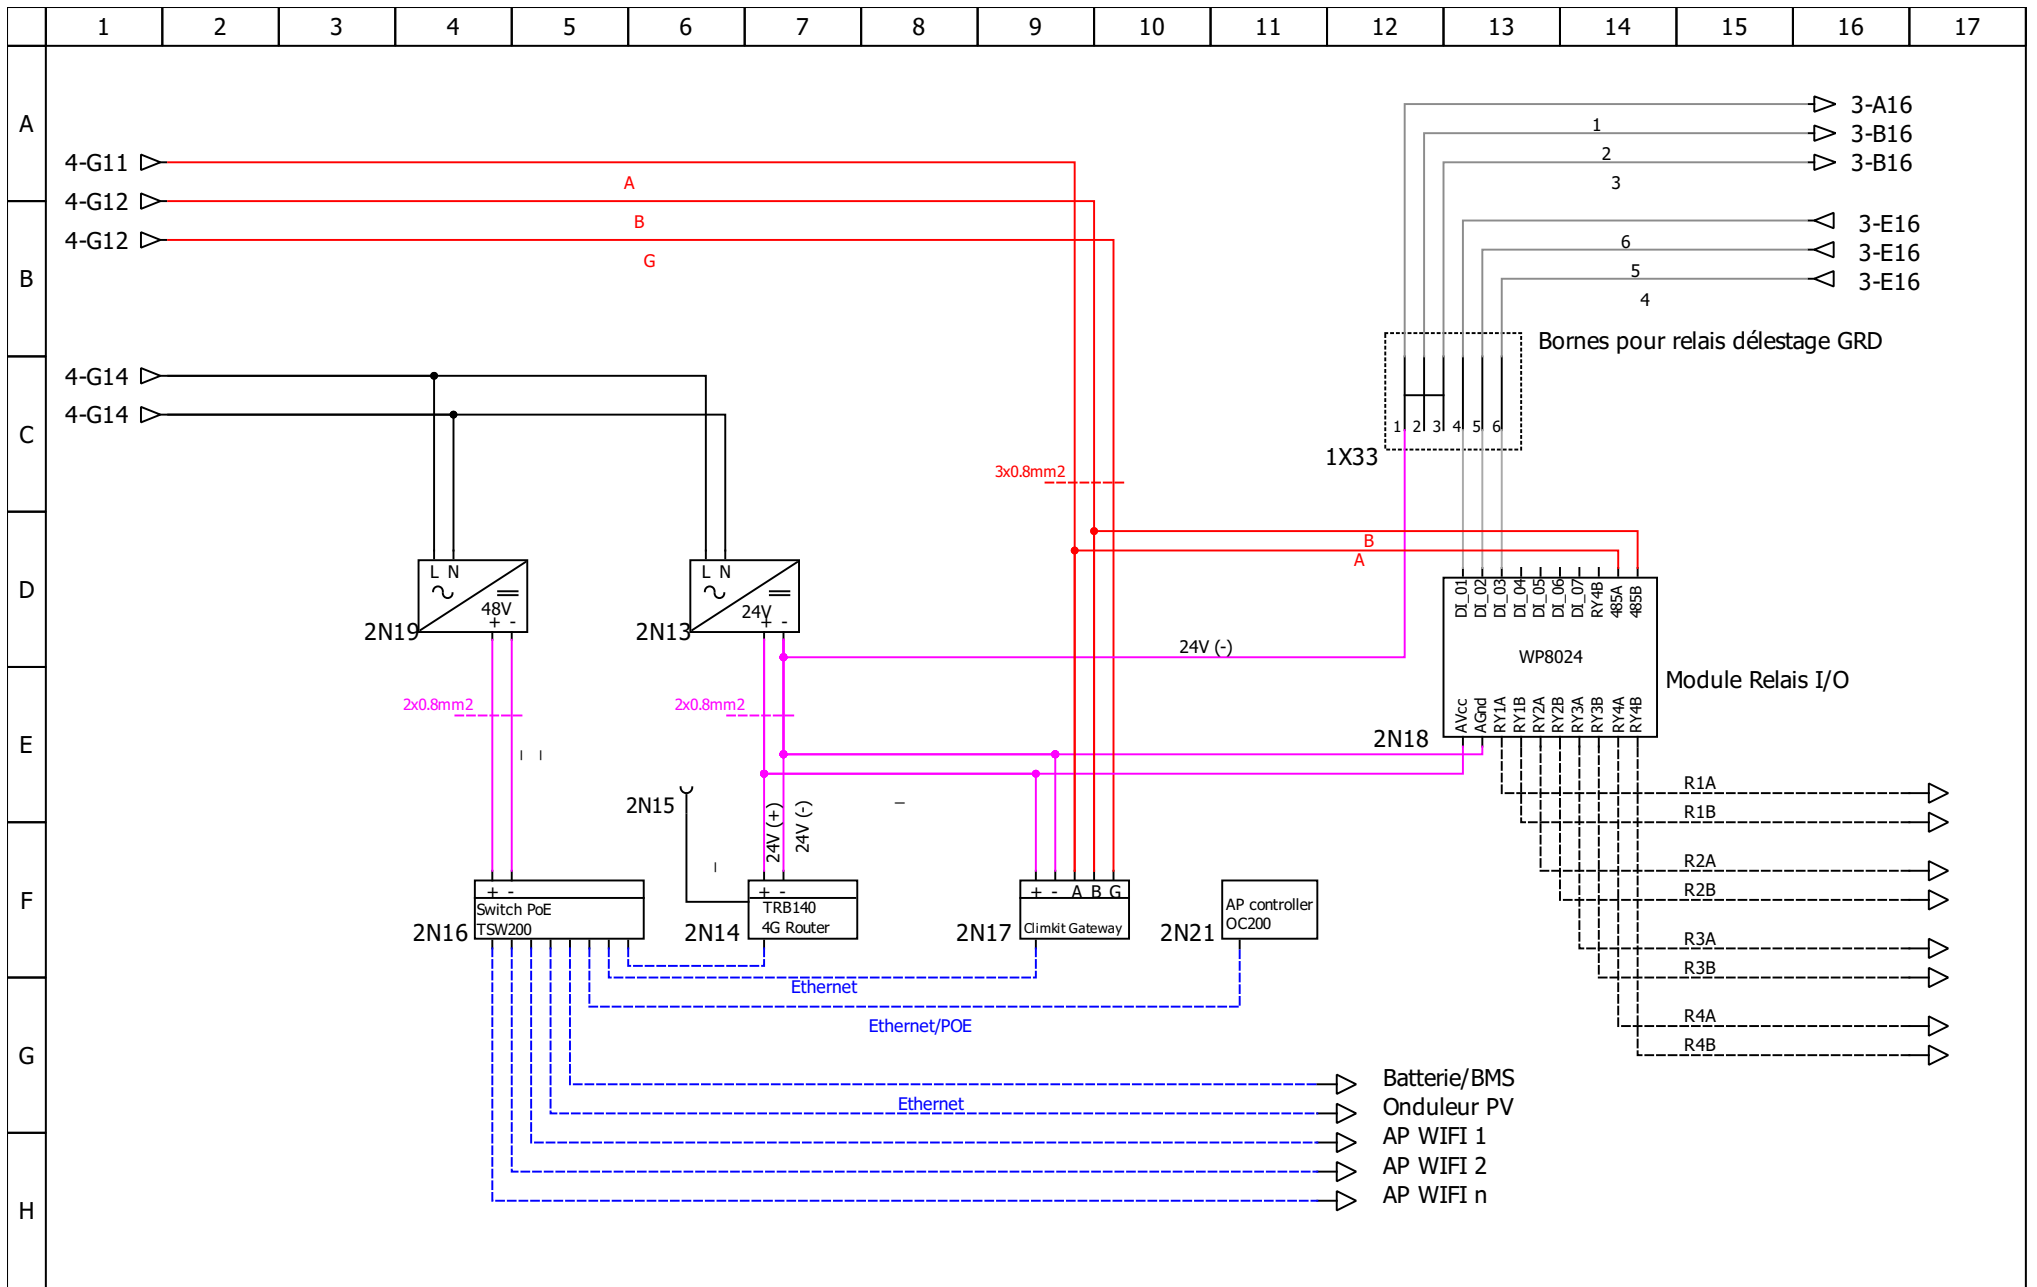 1 2 3 4 5 6 7 8 9 10 11 12 13 14 15 16 17
A
B
C
D
E
F
G
H
3-A16
1
3-B16
2
3-B16
3
4-G11
A
4-G12
B
4-G12
G
3-E16
6
3-E16
5
3-E16
4
Bornes pour relais délestage GRD
4-G14
4-G14
1 2 3 4 5 6
1X33
3x0.8mm2
B
A
L N
48V
+ -
2N19
L N
24V
+ -
2N13
DI_01 DI_02 DI_03 DI_04 DI_05 DI_06 DI_07 RY4B 485A 485B
WP8024
Module Relais I/O
AVcc AGnd RY1A RY1B RY2A RY2B RY3A RY3B RY4A RY4B
2N18
24V (-)
2x0.8mm2
2x0.8mm2
2N15
24V (+)
24V (-)
R1A
R1B
R2A
R2B
R3A
R3B
R4A
R4B
+ -
Switch PoE
TSW200
2N16
+ -
TRB140
4G Router
2N14
+ - A B G
Climkit Gateway
2N17
AP controller
OC200
2N21
Ethernet
Ethernet/POE
Batterie/BMS
Ethernet
Onduleur PV
AP WIFI 1
AP WIFI 2
AP WIFI n